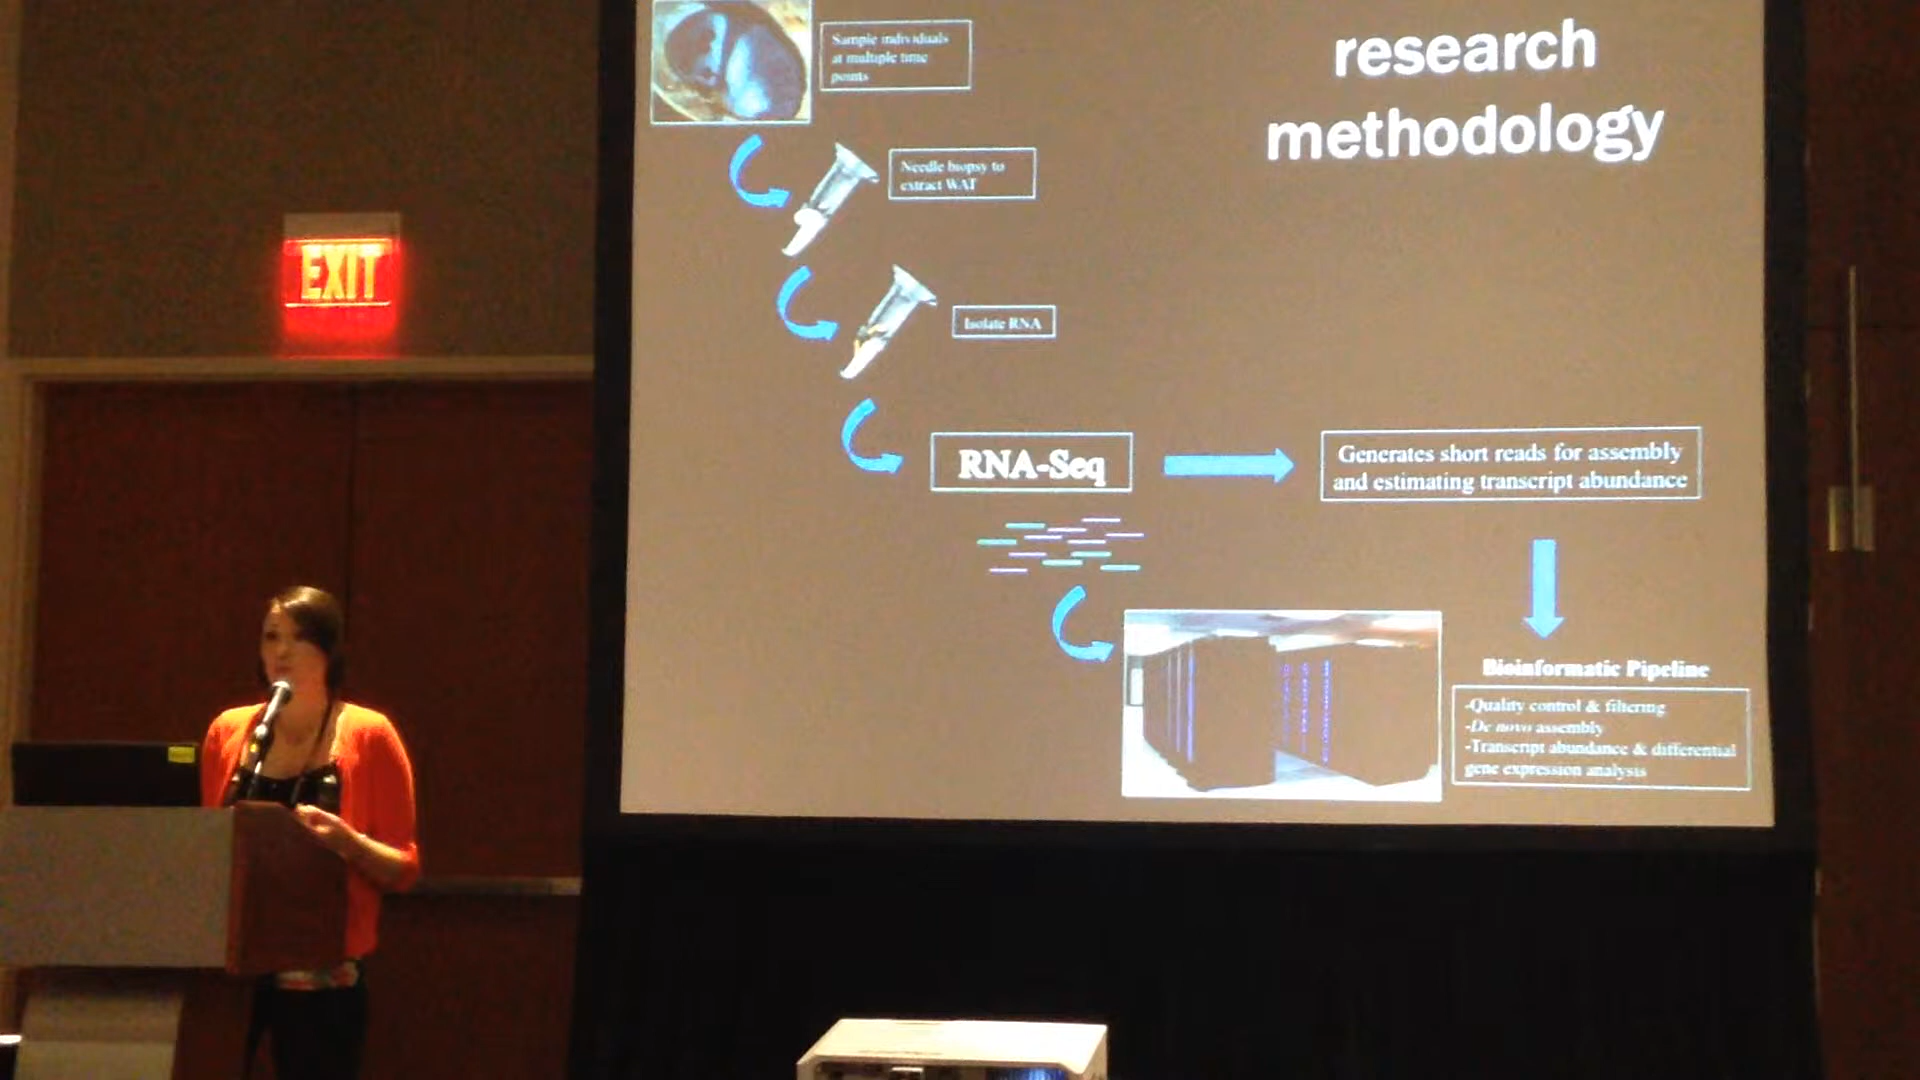 Sample individuals
at multiple time
points
research
methodology
Needle biopsy to
extract WAT
EXIT
Isolate RNA
RNA-Seq
Generates short reads for assembly
and estimating transcript abundance
Bioinformatic Pipeline
-Quality control & filtering
-De novo assembly
-Transcript abundance & differential
gene expression analysis